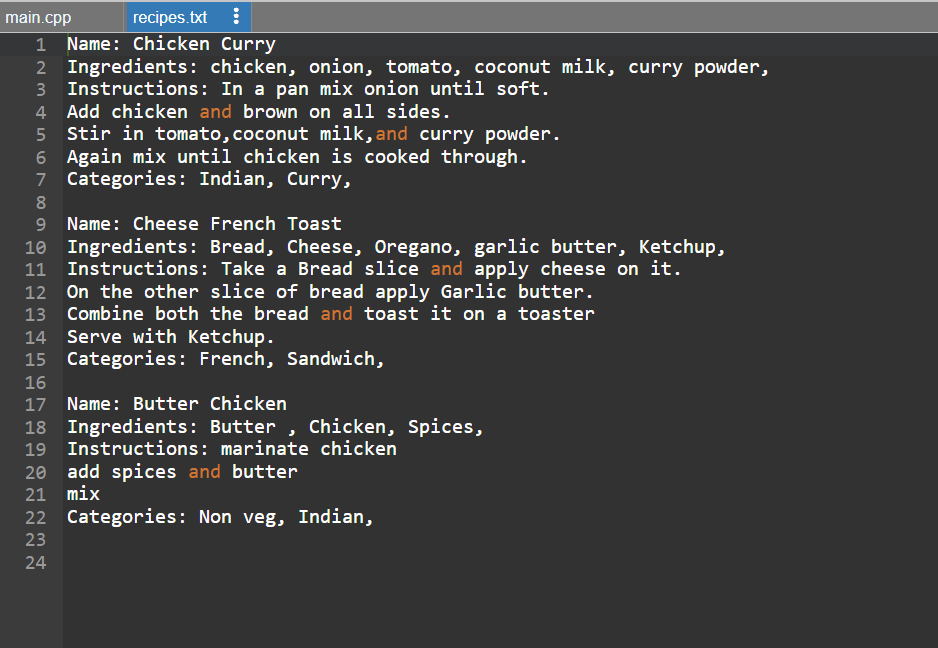 main.cpp
recipes.txt
1 Name: Chicken Curry
2 Ingredients: chicken, onion, tomato, coconut milk, curry powder,
3 Instructions: In a pan mix onion until soft.
4 Add chicken and brown on all sides.
5 Stir in tomato,coconut milk,and curry powder.
6 Again mix until chicken is cooked through.
7 Categories: Indian, Curry,
8
9 Name: Cheese French Toast
10 Ingredients: Bread, Cheese, Oregano, garlic butter, Ketchup,
11 Instructions: Take a Bread slice and apply cheese on it.
12 On the other slice of bread apply Garlic butter.
13 Combine both the bread and toast it on a toaster
14 Serve with Ketchup.
15 Categories: French, Sandwich,
16
17 Name: Butter Chicken
18 Ingredients: Butter , Chicken, Spices,
19 Instructions: marinate chicken
20 add spices and butter
21 mix
22 Categories: Non veg, Indian,
23
24